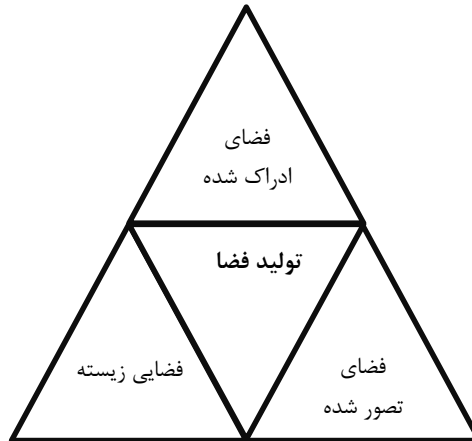 فضای
ادراک شده
تولید فضا
فضای
تصور شده
فضایی زیسته